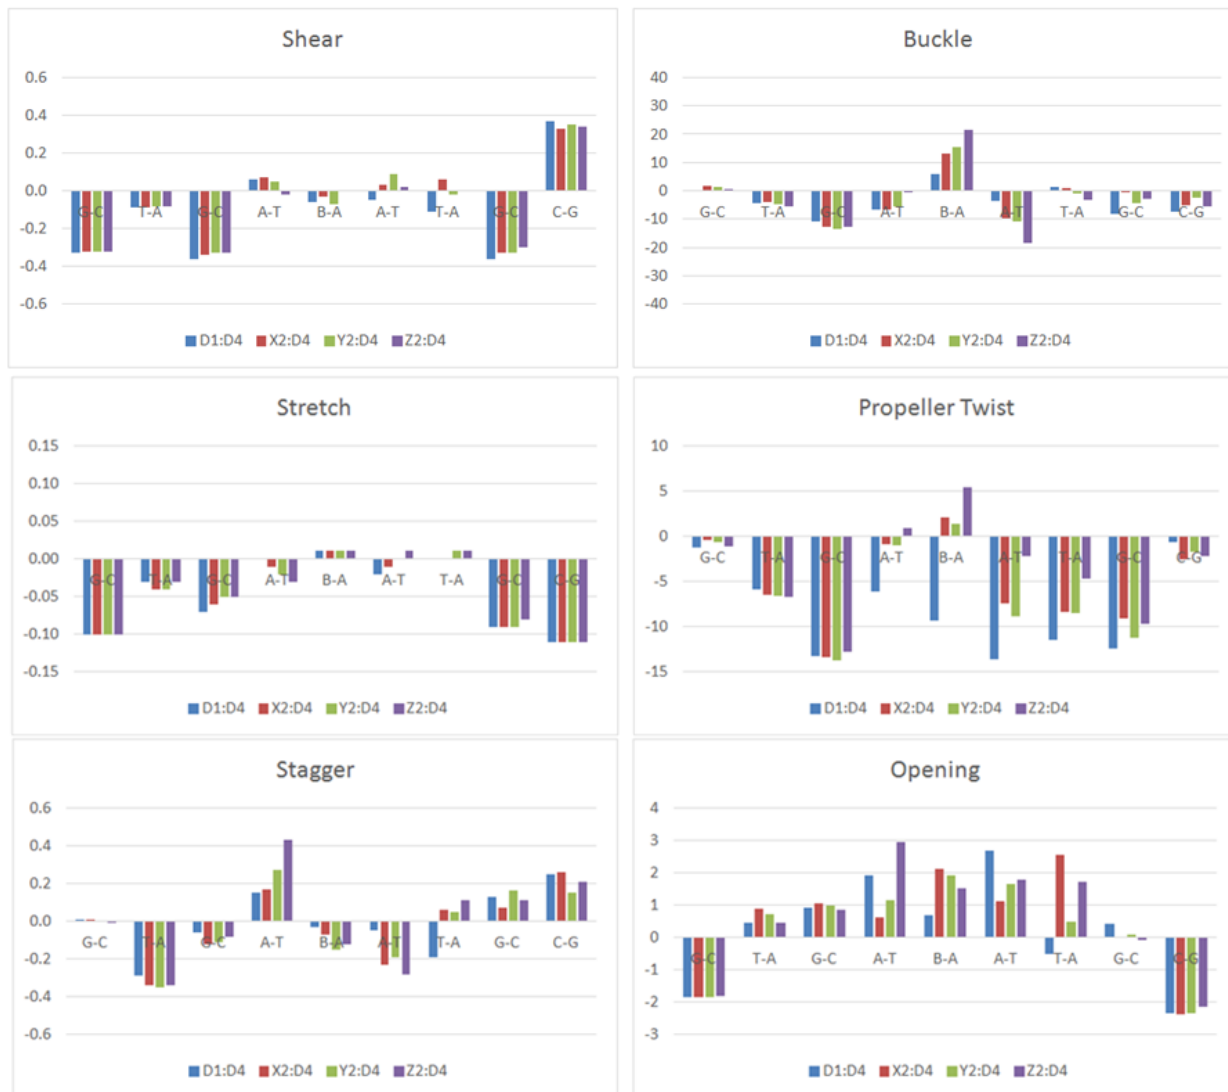 Shear
0.6
0.4
0.2
0.0
-0.2
-0.4
-0.6
G-C T-A G-C A-T B-A A-T T-A G-C C-G
D1:D4 X2:D4 Y2:D4 Z2:D4
Buckle
40
30
20
10
0
-10
-20
-30
-40
G-C T-A G-C A-T B-A A-T T-A G-C C-G
D1:D4 X2:D4 Y2:D4 Z2:D4
Stretch
0.15
0.10
0.05
0.00
-0.05
-0.10
-0.15
G-C T-A G-C A-T B-A A-T T-A G-C C-G
D1:D4 X2:D4 Y2:D4 Z2:D4
Propeller Twist
10
5
0
-5
-10
-15
G-C T-A G-C A-T B-A A-T T-A G-C C-G
D1:D4 X2:D4 Y2:D4 Z2:D4
Stagger
0.6
0.4
0.2
0.0
-0.2
-0.4
-0.6
G-C T-A G-C A-T B-A A-T T-A G-C C-G
D1:D4 X2:D4 Y2:D4 Z2:D4
Opening
4
3
2
1
0
-1
-2
-3
G-C T-A G-C A-T B-A A-T T-A G-C C-G
D1:D4 X2:D4 Y2:D4 Z2:D4